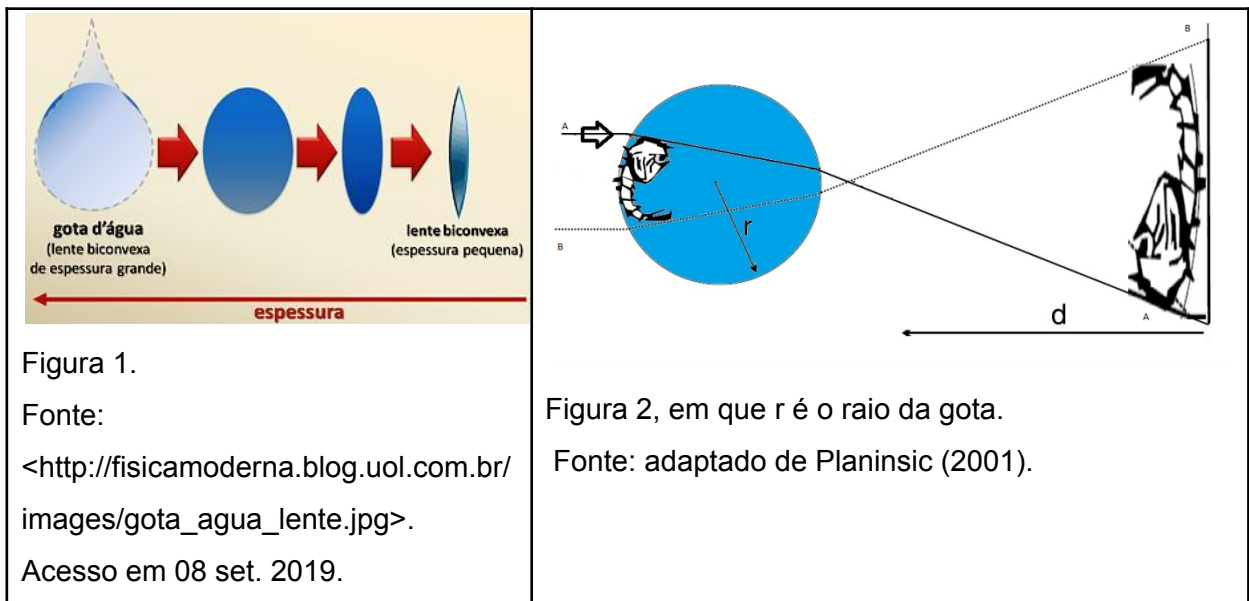 gota d'água
(lente biconvexa
de espessura grande)
lente biconvexa
(espessura pequena)
espessura
Figura 1.
Fonte:
<http://fisicamoderna.blog.uol.com.br/
images/gota_agua_lente.jpg>.
Acesso em 08 set. 2019.
A
B
r
B
A
d
Figura 2, em que r é o raio da gota.
Fonte: adaptado de Planinsic (2001).